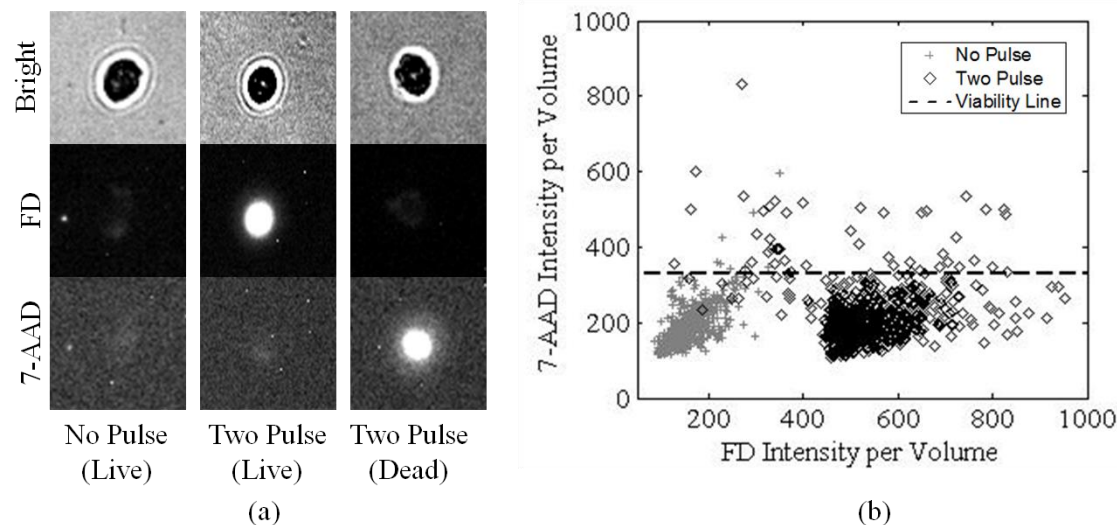 Bright
FD
7-AAD
No Pulse
(Live)
Two Pulse
(Live)
Two Pulse
(Dead)
(a)
7-AAD Intensity per Volume
1000
800
600
400
200
0
No Pulse
Two Pulse
Viability Line
200
400
600
800
1000
FD Intensity per Volume
(b)